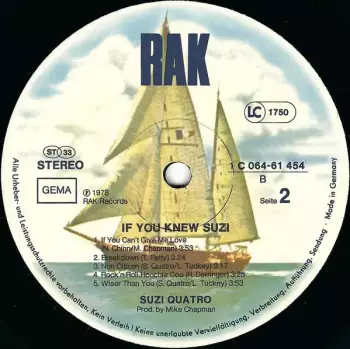 RAK
LC 1750
ST 33
STEREO
GEMA
℗ 1978
RAK Records
1 C 064-61 454
B
Seite 2
IF YOU KNEW SUZI
1. If You Can't Give Me Love
(N. Chinn/M. Chapman) 3:53
2. Breakdown (T. Petty) 3:24
3. Non Citizen (S. Quatro/L. Tuckey) 3:17
4. Rock'n Roll Hoochie Coo (R. Derringer) 3:25
5. Wiser Than You (S. Quatro/L. Tuckey) 3:53
SUZI QUATRO
Prod. by Mike Chapman
Alle Urheber- und Leistungsschutzrechte vorbehalten. Kein Verleih! Keine unerlaubte Vervielfältigung, Vermietung, Aufführung, Sendung. · Made in Germany